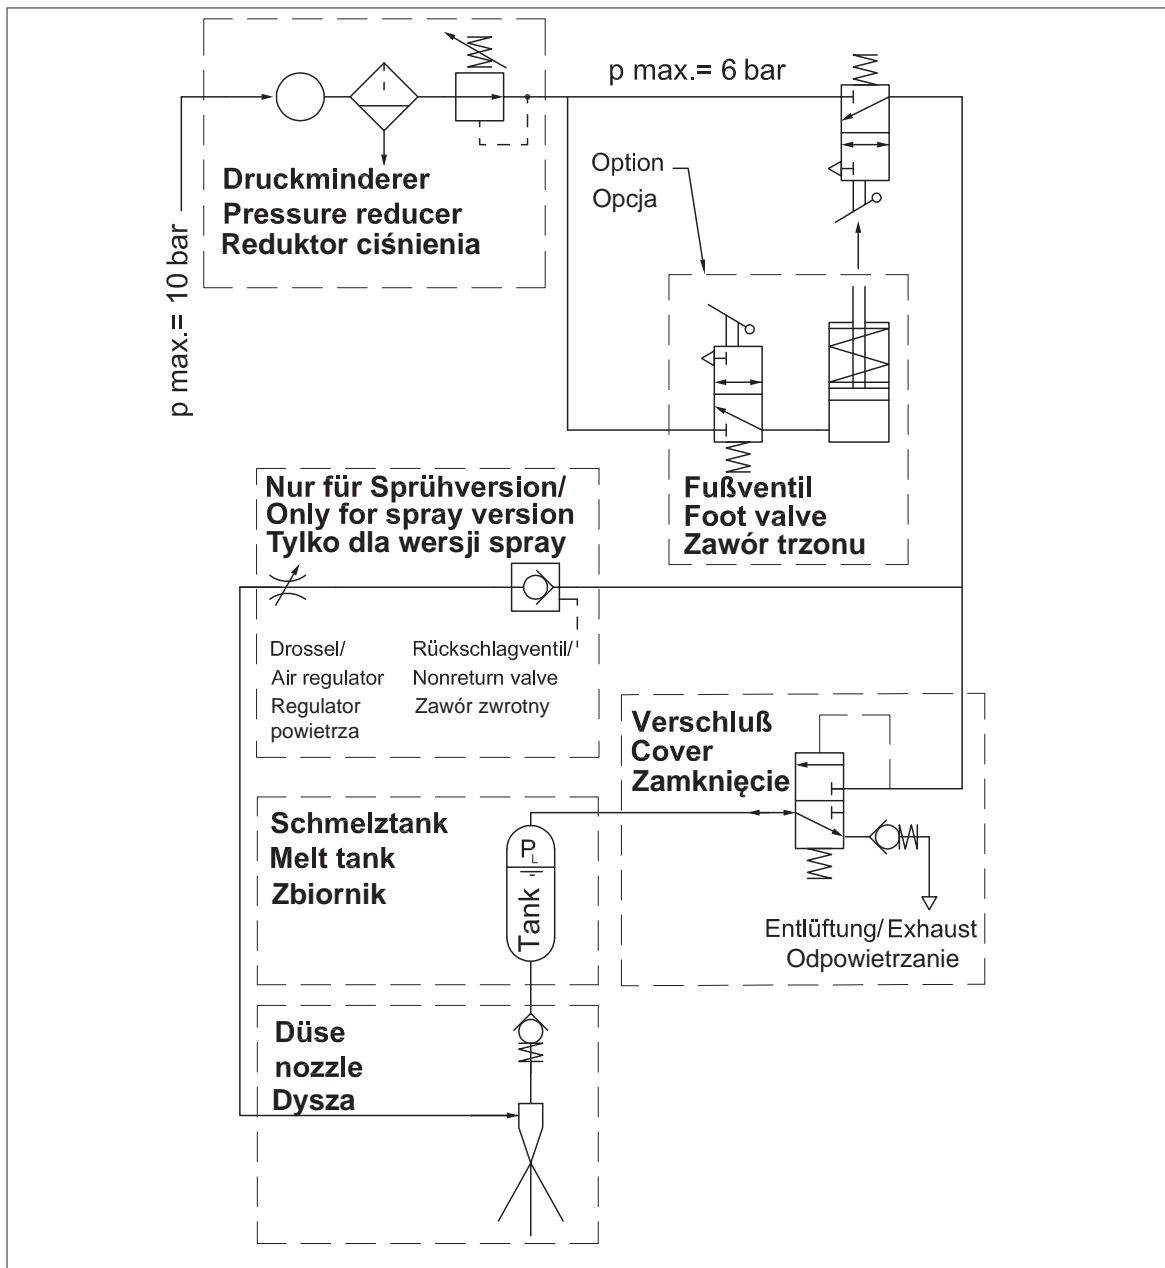 p max.= 10 bar
Druckminderer
Pressure reducer
Reduktor ciśnienia
p max.= 6 bar
Option
Opcja
Fußventil
Foot valve
Zawór trzonu
Nur für Sprühversion/
Only for spray version
Tylko dla wersji spray
Drossel/
Air regulator
Regulator
powietrza
Rückschlagventil/
Nonreturn valve
Zawór zwrotny
Verschluß
Cover
Zamknięcie
Entlüftung/Exhaust
Odpowietrzanie
Schmelztank
Melt tank
Zbiornik
PL
Tank
Düse
nozzle
Dysza